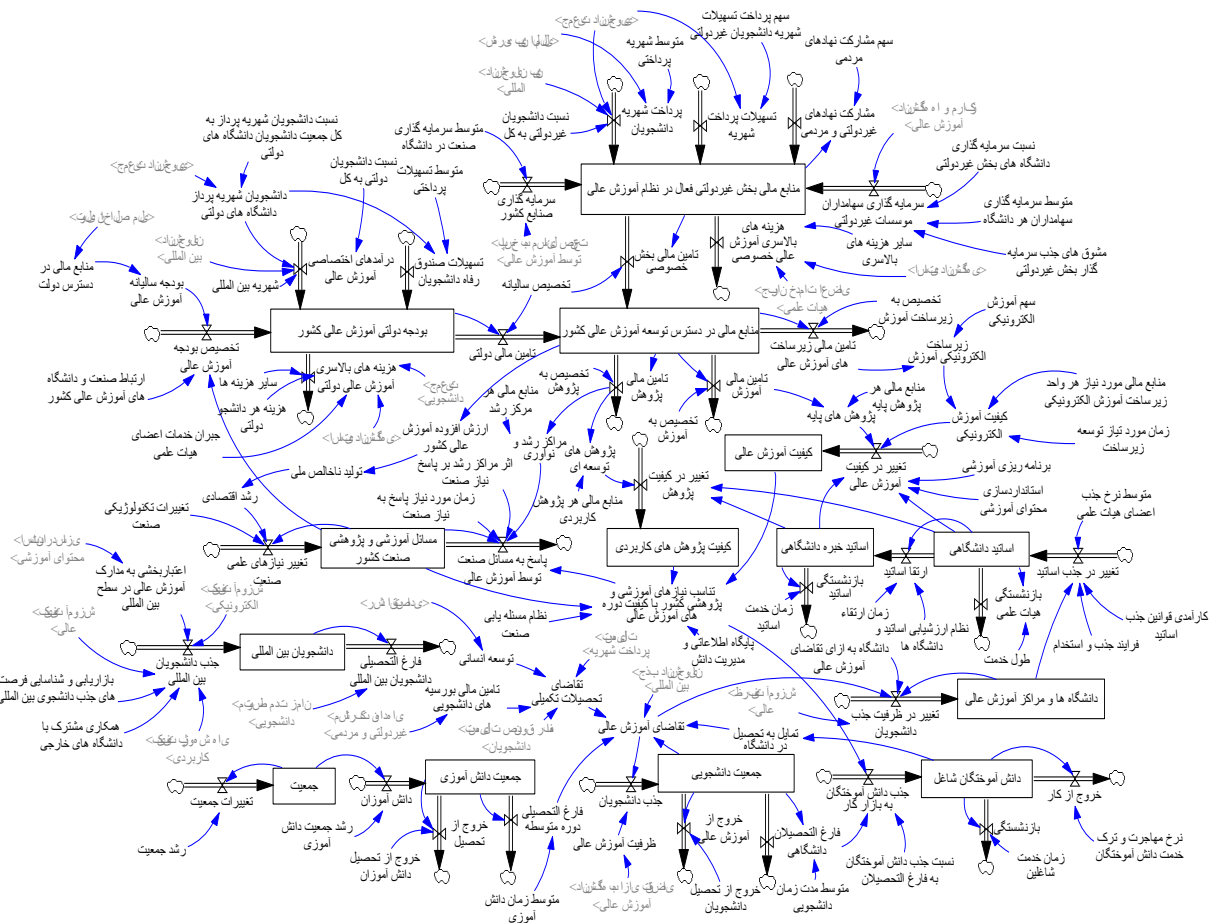 سهم پرداخت تسهیلات
شهریه دانشجویان غیردولتی
متوسط شهریه
پرداختی
سهم مشارکت نهادهای
مردمی
نسبت دانشجویان
غیردولتی به کل
پرداخت شهریه
دانشجویان
تسهیلات پرداخت
شهریه
مشارکت نهادهای
غیردولتی و مردمی
نسبت دانشجویان شهریه پرداز به
کل جمعیت دانشجویان دانشگاه های
دولتی
متوسط سرمایه گذاری
صنعت در دانشگاه
نسبت سرمایه گذاری
دانشگاه های بخش غیردولتی
نسبت دانشجویان
دولتی به کل
متوسط تسهیلات
پرداختی
منابع مالی بخش غیردولتی فعال در نظام آموزش عالی
سرمایه گذاری
صنایع کشور
سرمایه گذاری سهامداران
موسسات غیردولتی
متوسط سرمایه گذاری
سهامداران هر دانشگاه
دانشجویان شهریه پرداز
دانشگاه های دولتی
هزینه های
بالاسری آموزش
عالی خصوصی
سایر هزینه های
بالاسری
مشوق های جذب سرمایه
گذار بخش غیردولتی
تامین مالی بخش
خصوصی
منابع مالی در
دسترس دولت
بودجه سالیانه
آموزش عالی
شهریه بین المللی
درآمدهای اختصاصی
آموزش عالی
تسهیلات صندوق
رفاه دانشجویان
تخصیص سالیانه
بودجه دولتی آموزش عالی کشور
منابع مالی در دسترس توسعه آموزش عالی کشور
تخصیص به
زیرساخت آموزش
سهم آموزش
الکترونیکی
تخصیص بودجه
آموزش عالی
تامین مالی دولتی
تامین مالی زیرساخت
های آموزش عالی
زیرساخت
الکترونیکی آموزش
ارتباط صنعت و دانشگاه
های آموزش عالی کشور
سایر هزینه ها
هزینه های بالاسری
آموزش عالی دولتی
هزینه هر دانشجو
دولتی
تخصیص به
پژوهش
تامین مالی
پژوهش
تامین مالی
آموزش
تخصیص به
آموزش
منابع مالی هر
پژوهش پایه
پژوهش های پایه
منابع مالی مورد نیاز هر واحد
زیرساخت آموزش الکترونیکی
کیفیت آموزش
الکترونیکی
زمان مورد نیاز توسعه
زیرساخت
جبران خدمات اعضای
هیات علمی
منابع مالی هر
مرکز رشد
ارزش افزوده آموزش
عالی کشور
مراکز رشد و
نوآوری
پژوهش های
توسعه ای
منابع مالی هر پژوهش
کاربردی
کیفیت آموزش عالی
تغییر در کیفیت
آموزش عالی
برنامه ریزی آموزشی
استانداردسازی
محتوای آموزشی
متوسط نرخ جذب
اعضای هیات علمی
تولید ناخالص ملی
رشد اقتصادی
اثر مراکز رشد بر پاسخ
نیاز صنعت
زمان مورد نیاز پاسخ به
نیاز صنعت
تغییر در کیفیت
پژوهش
تغییرات تکنولوژیکی
صنعت
تغییر نیازهای علمی
صنعت
مسائل آموزشی و پژوهشی
صنعت کشور
پاسخ به مسائل صنعت
توسط آموزش عالی
کیفیت پژوهش های کاربردی
اساتید خبره دانشگاهی
ارتقا اساتید
اساتید دانشگاهی
تغییر در جذب اساتید
اعتباربخشی به مدارک
آموزش عالی در سطح
بین المللی
تناسب نیازهای آموزشی و
پژوهشی کشور با کیفیت دوره
های آموزش عالی
بازنشستگی
اساتید
زمان خدمت
اساتید
زمان ارتقاء
نظام ارزشیابی اساتید و
دانشگاه ها
بازنشستگی
هیات علمی
طول خدمت
کارآمدی قوانین جذب
اساتید
فرایند جذب و استخدام
نظام مسئله یابی
صنعت
پایگاه اطلاعاتی و
مدیریت دانش
دانشگاه به ازای تقاضای
آموزش عالی
جذب دانشجویان
بین المللی
دانشجویان بین المللی
فارغ التحصیلی
دانشجویان بین المللی
توسعه انسانی
بازاریابی و شناسایی فرصت
های جذب دانشجوی بین المللی
تامین مالی بورسیه
های دانشجویی
تقاضای
تحصیلات تکمیلی
تغییر در ظرفیت جذب
دانشجویان
دانشگاه ها و مراکز آموزش عالی
همکاری مشترک با
دانشگاه های خارجی
تقاضای آموزش عالی
تمایل به تحصیل
در دانشگاه
تغییرات جمعیت
جمعیت
دانش آموزان
جمعیت دانش آموزی
فارغ التحصیلی
دوره متوسطه
جذب دانشجویان
جمعیت دانشجویی
جذب دانش آموختگان
به بازار کار
دانش آموختگان شاغل
خروج از کار
رشد جمعیت
رشد جمعیت دانش
آموزی
خروج از
تحصیل
خروج از تحصیل
دانش آموزان
ظرفیت آموزش عالی
خروج از
آموزش عالی
فارغ التحصیلان
دانشگاهی
نسبت جذب دانش آموختگان
به فارغ التحصیلان
بازنشستگی
زمان خدمت
شاغلین
نرخ مهاجرت و ترک
خدمت دانش آموختگان
متوسط زمان دانش
آموزی
خروج از تحصیل
دانشجویان
متوسط مدت زمان
دانشجویی